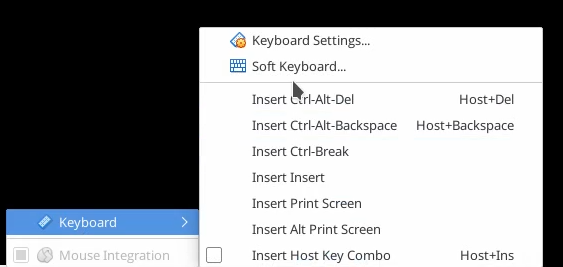 Keyboard Settings...
Soft Keyboard...
Insert Ctrl-Alt-Del Host+Del
Insert Ctrl-Alt-Backspace Host+Backspace
Insert Ctrl-Break
Insert Insert
Insert Print Screen
Keyboard
Insert Alt Print Screen
Mouse Integration
Insert Host Key Combo Host+Ins